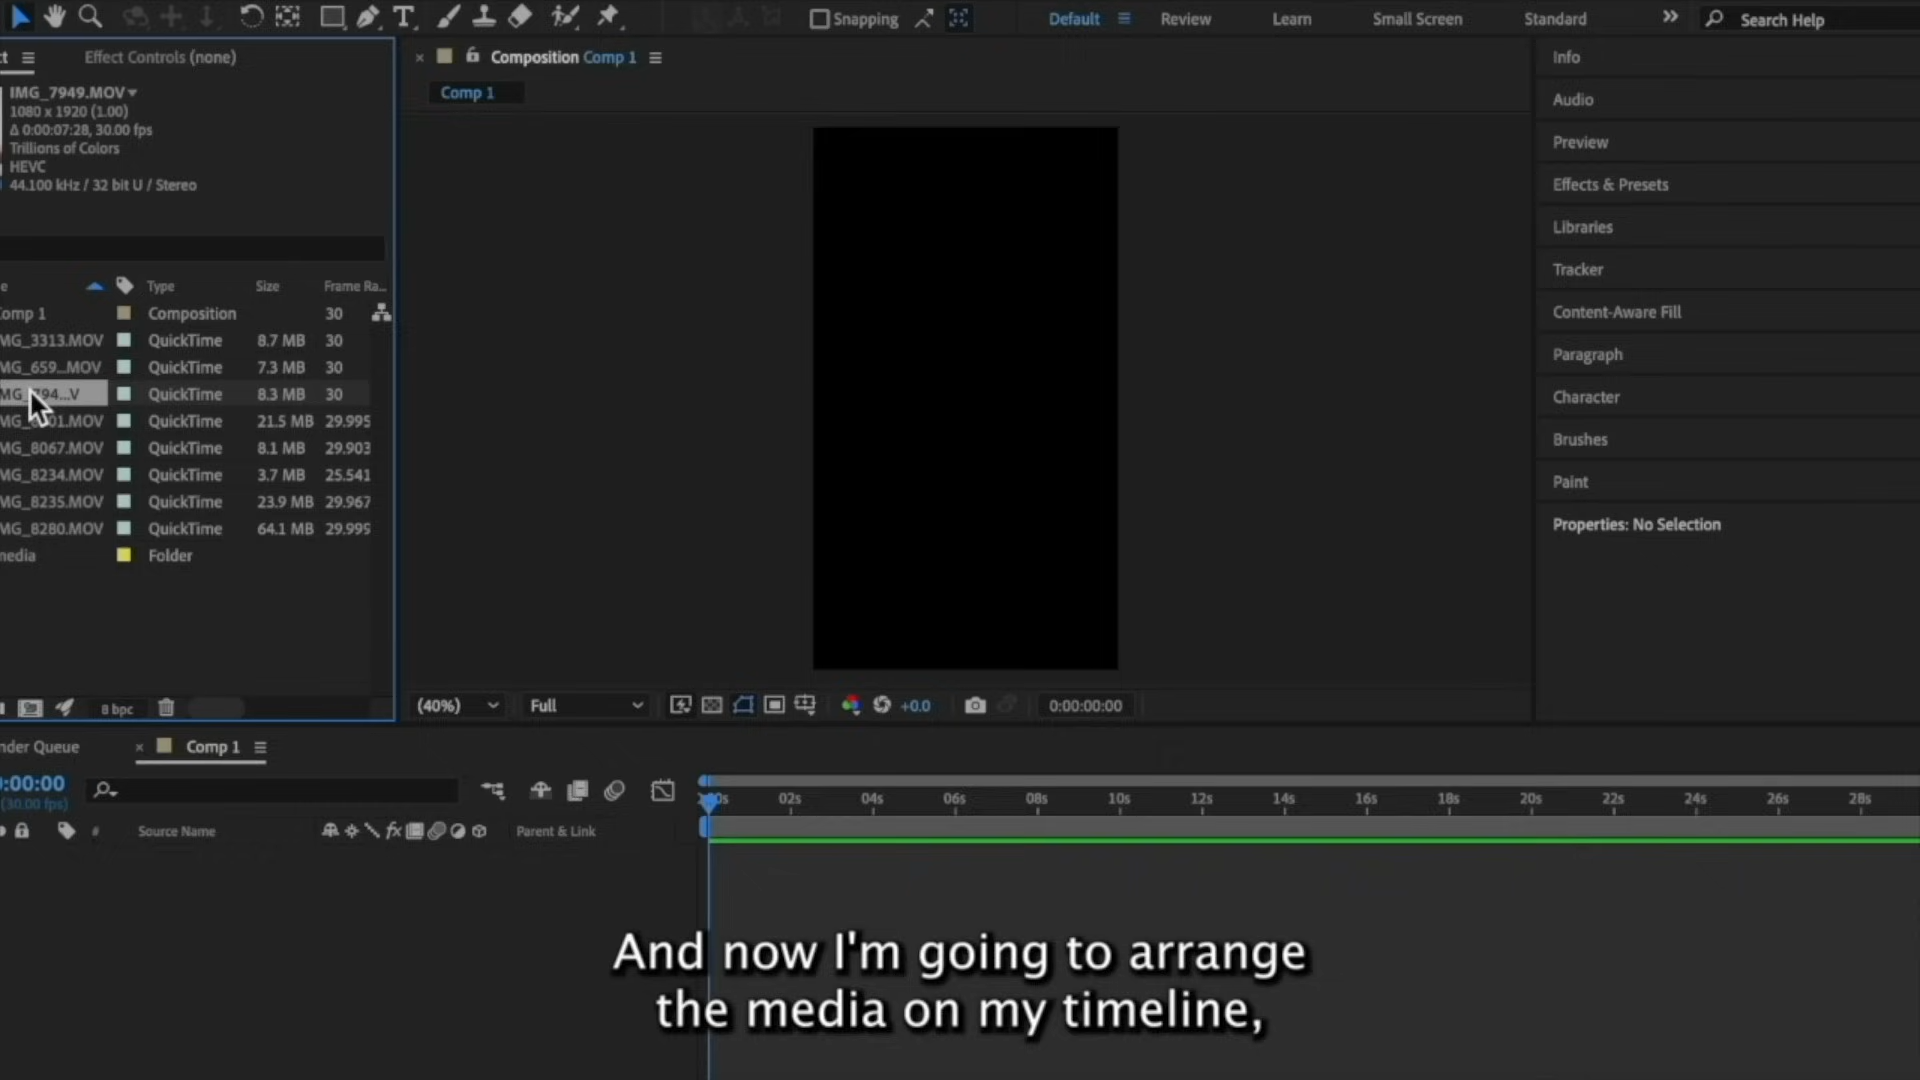 Snapping
Default
Review
Learn
Small Screen
Standard
Search Help
Effect Controls (none)
Composition Comp 1
Comp 1
IMG_7949.MOV
1080 x 1920 (1.00)
Δ 0:00:07:28, 30.00 fps
Trillions of Colors
HEVC
44.100 kHz / 32 bit U / Stereo
Type Size Frame Ra...
omp 1 Composition 30
MG_3313.MOV QuickTime 8.7 MB 30
MG_659...MOV QuickTime 7.3 MB 30
QuickTime 8.3 MB 30
QuickTime 21.5 MB 29.995
MG_8067.MOV QuickTime 8.1 MB 29.903
MG_8234.MOV QuickTime 3.7 MB 25.541
MG_8235.MOV QuickTime 23.9 MB 29.967
MG_8280.MOV QuickTime 64.1 MB 29.999
media Folder
8 bpc
Info
Audio
Preview
Effects & Presets
Libraries
Tracker
Content-Aware Fill
Paragraph
Character
Brushes
Paint
Properties: No Selection
(40%) Full +0.0 0:00:00:00
nder Queue
Comp 1
0:00:00
(30.00 fps)
# Source Name fx Parent & Link
02s 04s 06s 08s 10s 12s 14s 16s 18s 20s 22s 24s 26s 28s
And now I'm going to arrange
the media on my timeline,